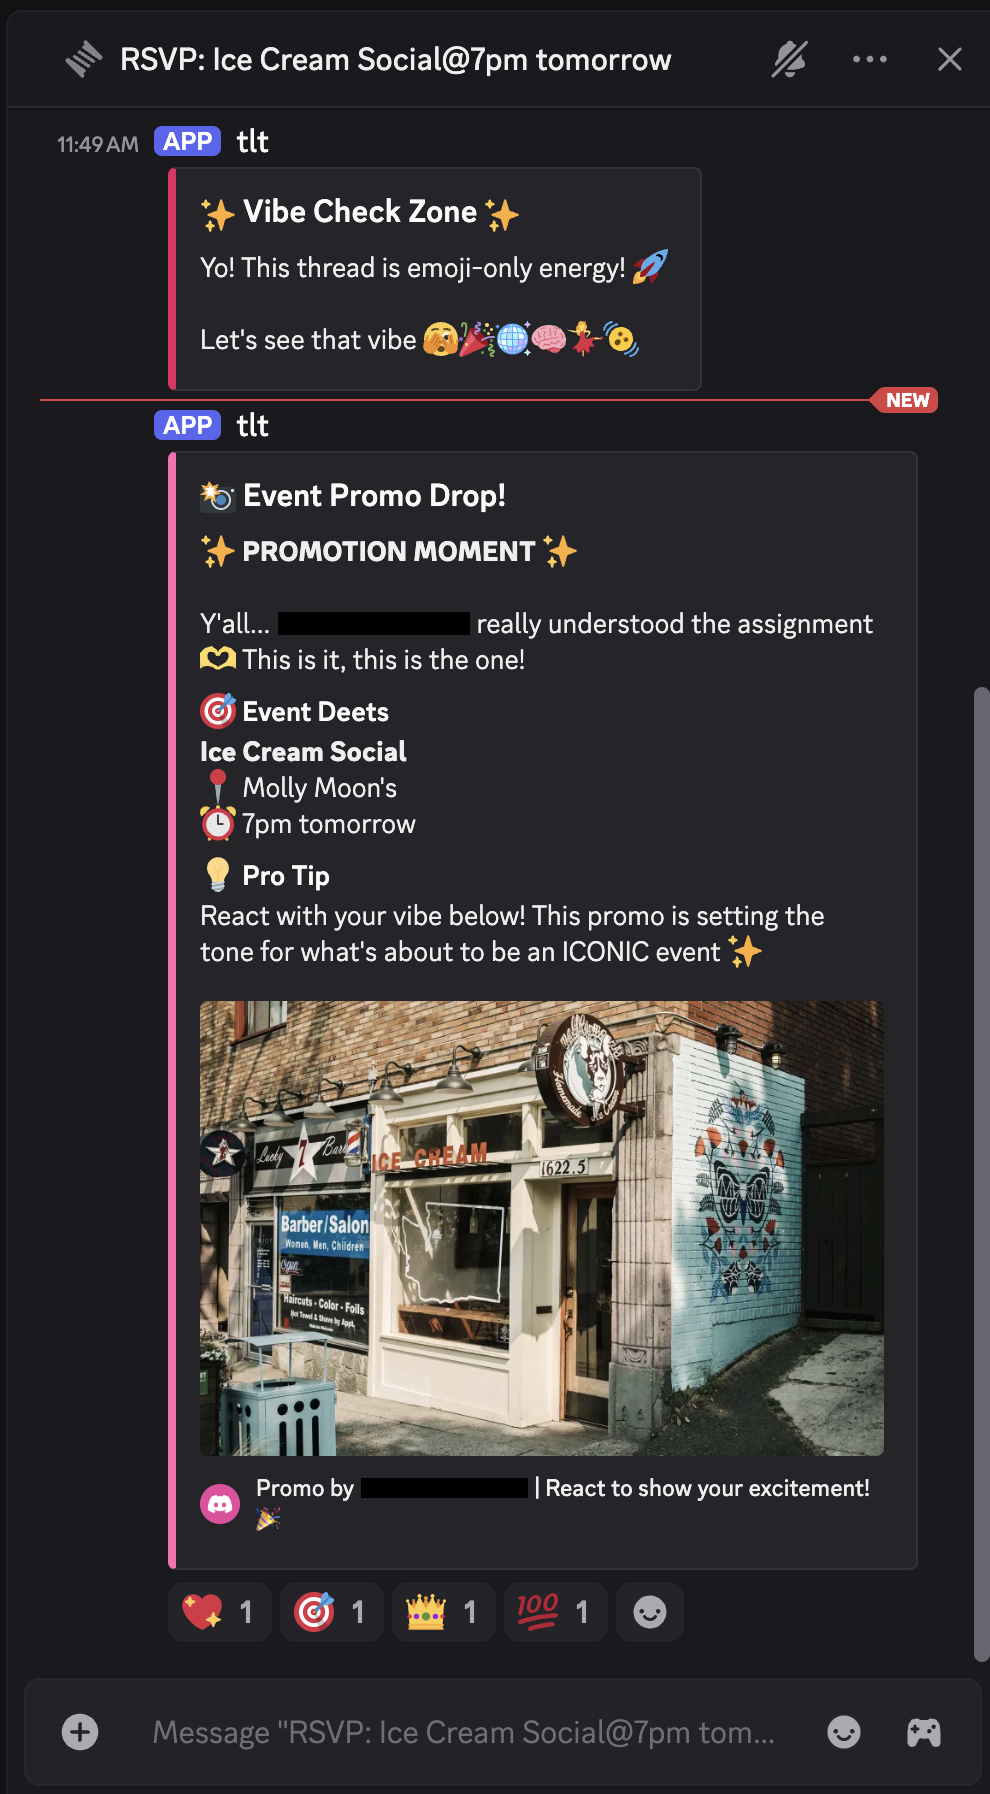 RSVP: Ice Cream Social@7pm tomorrow
11:49 AM APP tlt
✨ Vibe Check Zone ✨
Yo! This thread is emoji-only energy! 🚀
Let's see that vibe 🫣🎉🪩🧠💃🫨
NEW
APP tlt
📸 Event Promo Drop!
✨ PROMOTION MOMENT ✨
Y'all... really understood the assignment
🫶 This is it, this is the one!
🎯 Event Deets
Ice Cream Social
📍 Molly Moon's
⏰ 7pm tomorrow
💡 Pro Tip
React with your vibe below! This promo is setting the
tone for what's about to be an ICONIC event ✨
Molly Moon's
Homemade Ice Cream
Lucky 7 Barber
ICE CREAM
1622.5
Barber/Salon
Women, Men, Children
Open
Haircuts - Color - Foils
Hot Towel & Shave by Appt.
Promo by | React to show your excitement!
🎉
💖 1 🎯 1 👑 1 💯 1
Message "RSVP: Ice Cream Social@7pm tom...